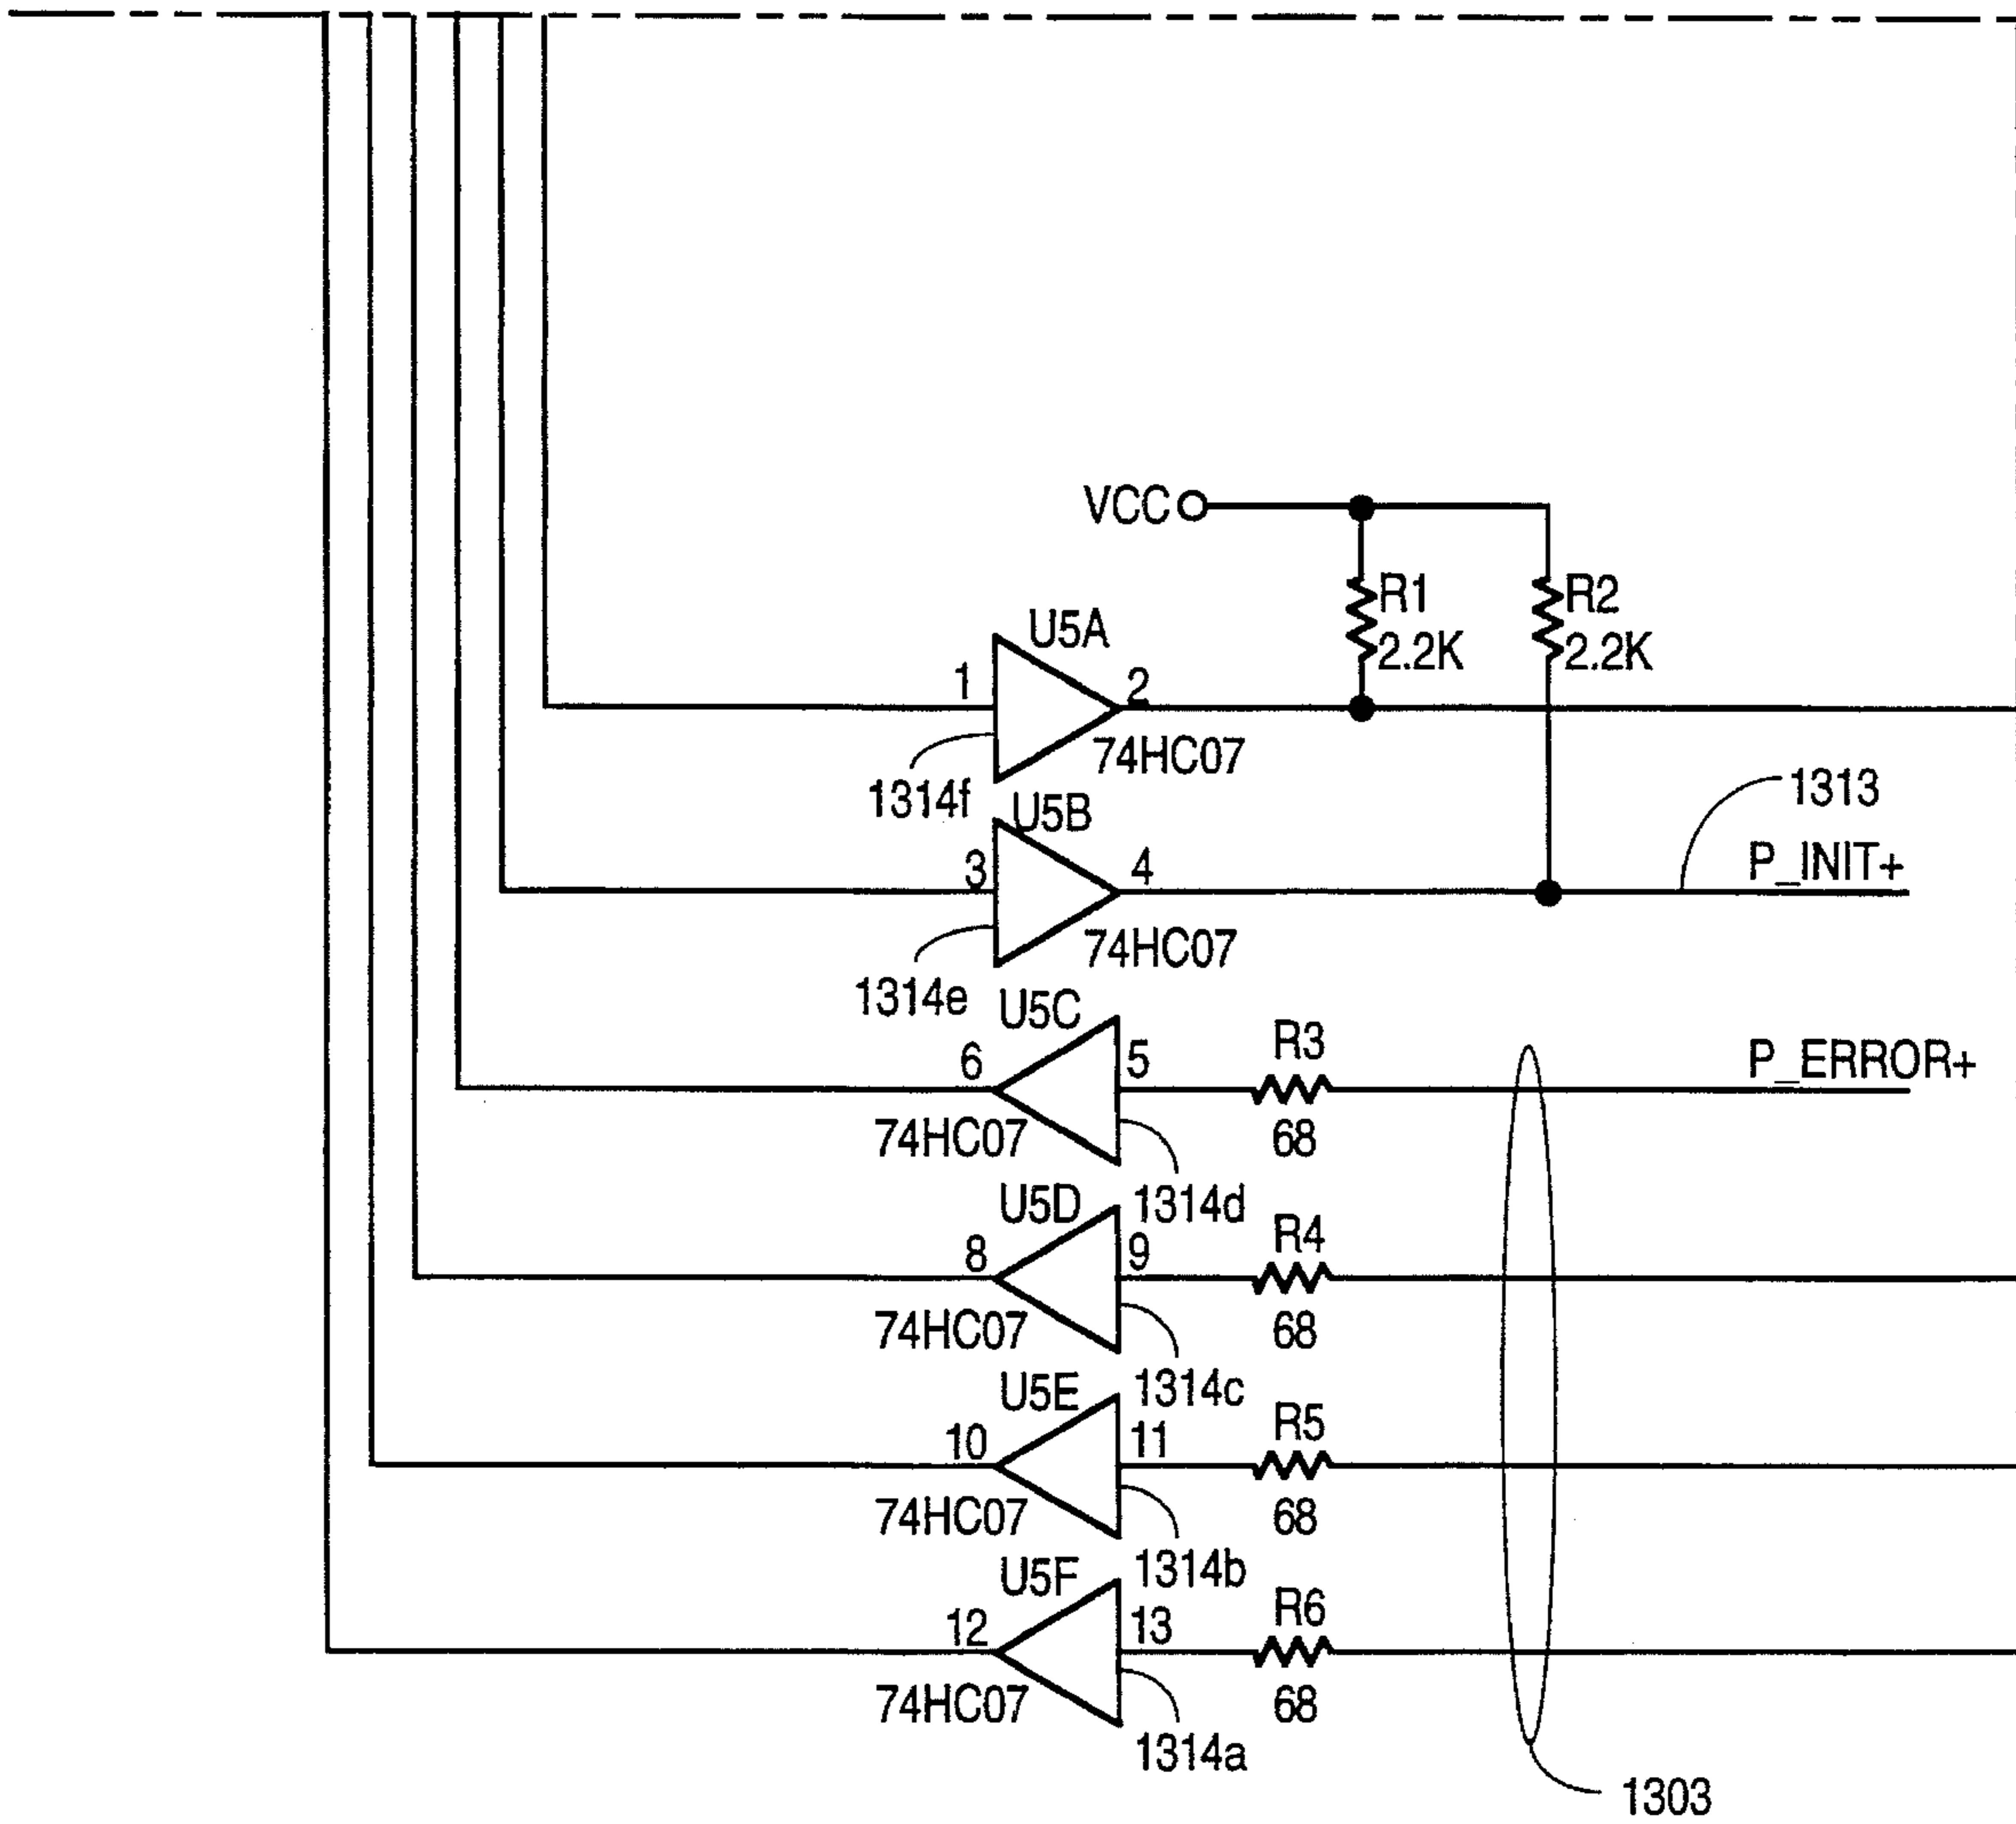 VCC
R1
2.2K
R2
2.2K
U5A
1
2
74HC07
1314f
1313
U5B
3
4
P_INIT+
74HC07
1314e
U5C
6
5
R3
P_ERROR+
74HC07
68
1314d
U5D
8
9
R4
74HC07
68
1314c
U5E
10
11
R5
74HC07
68
1314b
U5F
12
13
R6
74HC07
68
1314a
1303